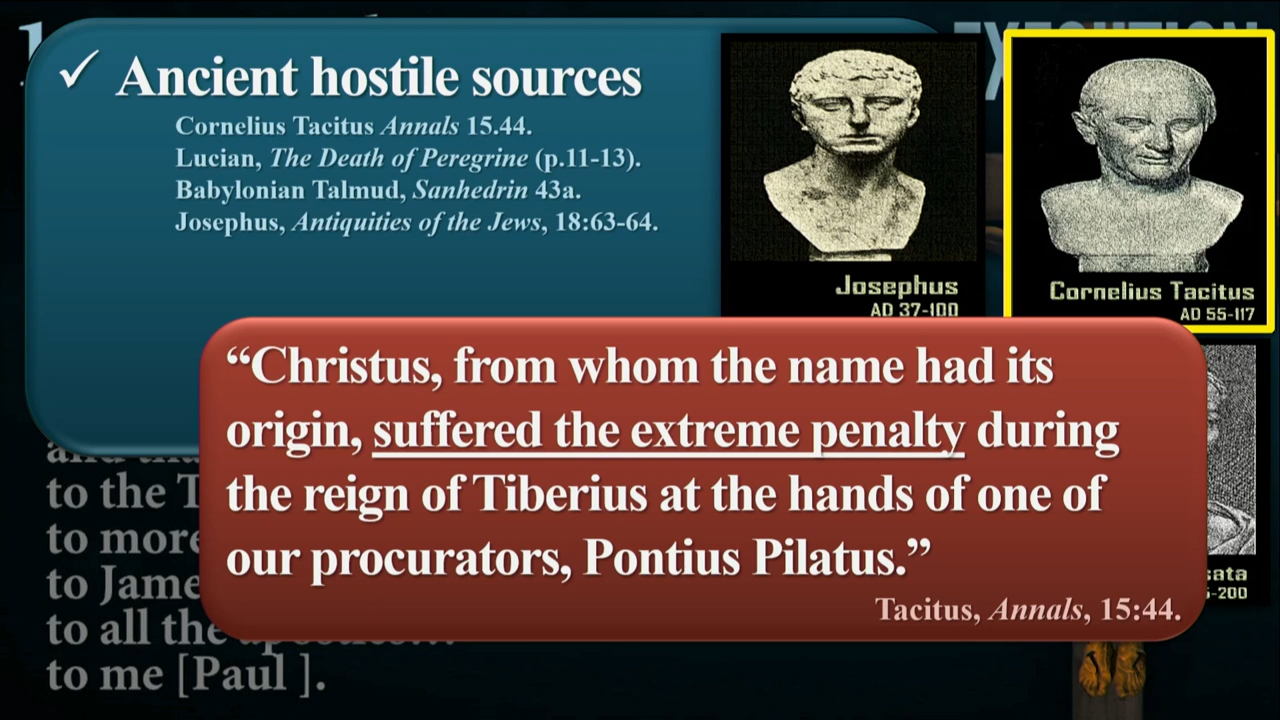 EXECUTION
✓ Ancient hostile sources
Cornelius Tacitus Annals 15.44.
Lucian, The Death of Peregrine (p.11-13).
Babylonian Talmud, Sanhedrin 43a.
Josephus, Antiquities of the Jews, 18:63-64.
Josephus
AD 37-100
Cornelius Tacitus
AD 55-117
“Christus, from whom the name had its
origin, suffered the extreme penalty during
the reign of Tiberius at the hands of one of
our procurators, Pontius Pilatus.”
Tacitus, Annals, 15:44.
to the
to more
to all the
to me [Paul ].